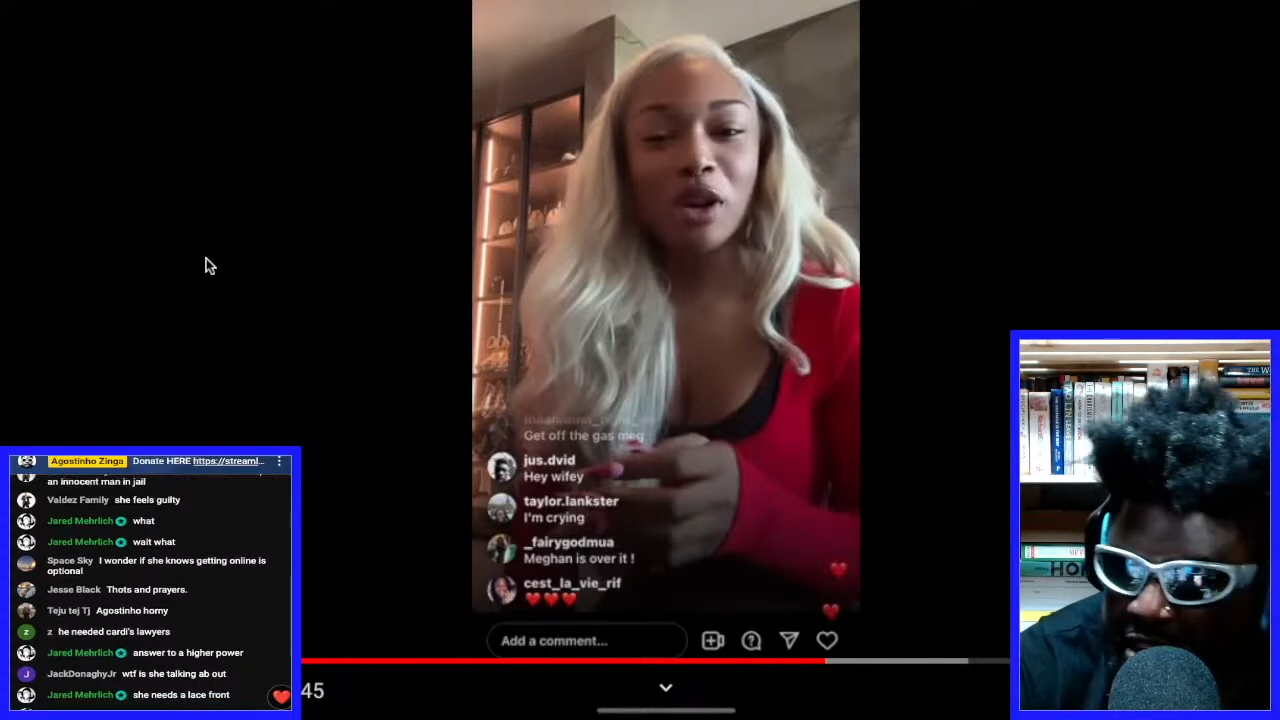 Get off the gas meg
jus.dvid
Hey wifey
taylor.lankster
I'm crying
_fairygodmua
Meghan is over it !
cest_la_vie_rif
❤️❤️❤️
Add a comment...
45
Agostinho Zinga Donate HERE https://streaml...
an innocent man in jail
Valdez Family she feels guilty
Jared Mehrlich what
Jared Mehrlich wait what
Space Sky I wonder if she knows getting online is
optional
Jesse Black Thots and prayers.
Teju tej Tj Agostinho horny
z z he needed cardi's lawyers
Jared Mehrlich answer to a higher power
J JackDonaghyJr wtf is she talking ab out
Jared Mehrlich she needs a lace front
TAO LIN LEAVE